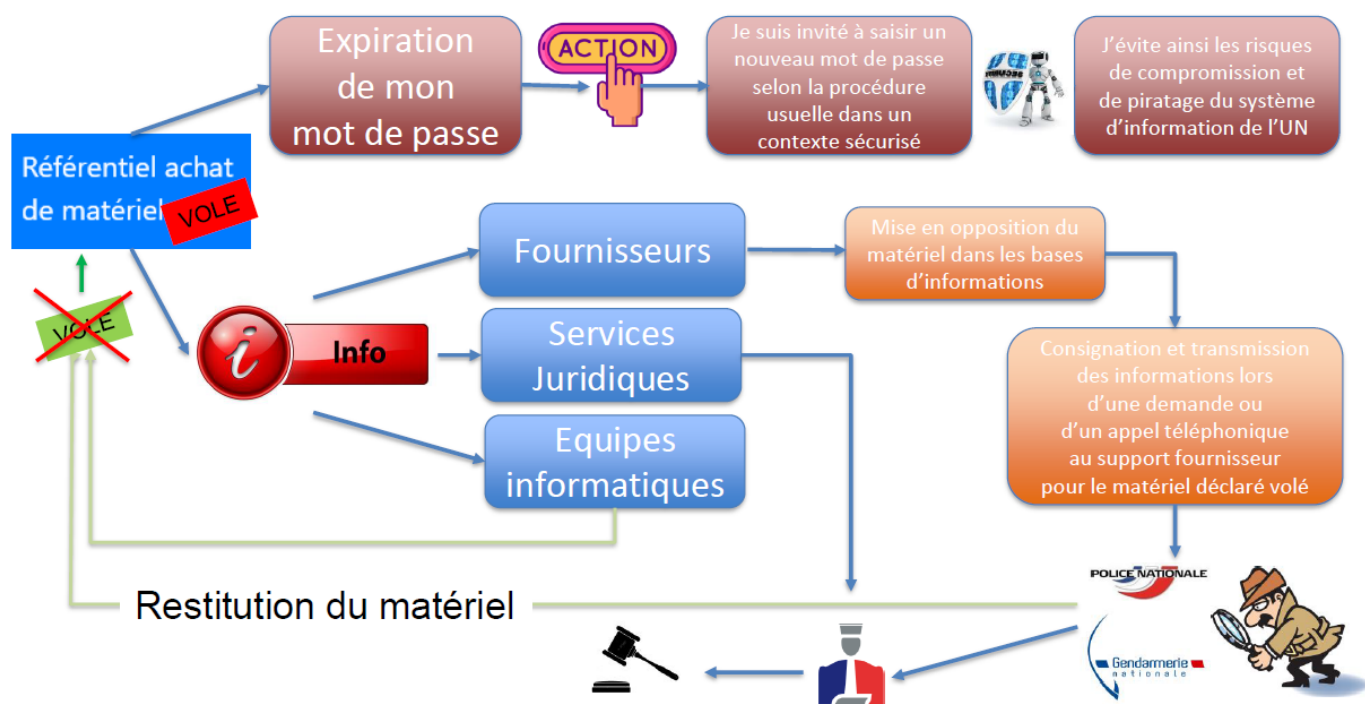 Expiration
de mon
mot de passe
ACTION
Je suis invité à saisir un
nouveau mot de passe
selon la procédure
usuelle dans un
contexte sécurisé
J’évite ainsi les risques
de compromission et
de piratage du système
d’information de l’UN
Référentiel achat
de matériel
VOLE
VOLE
i
Info
Fournisseurs
Services
Juridiques
Equipes
informatiques
Mise en opposition du
matériel dans les bases
d’informations
Consignation et transmission
des informations lors
d’une demande ou
d’un appel téléphonique
au support fournisseur
pour le matériel déclaré volé
Restitution du matériel
POLICE NATIONALE
Gendarmerie
nationale